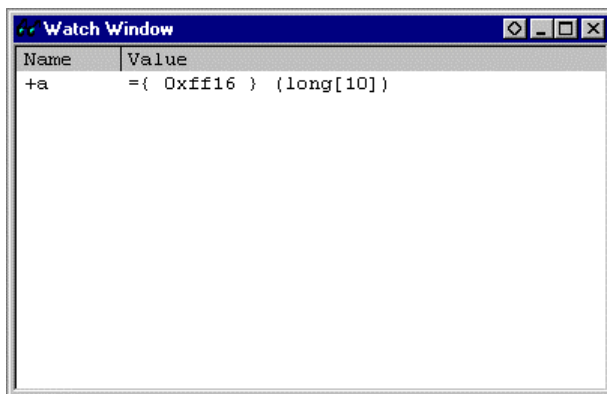 Watch Window
Name Value
+a ={ 0xff16 } (long[10])